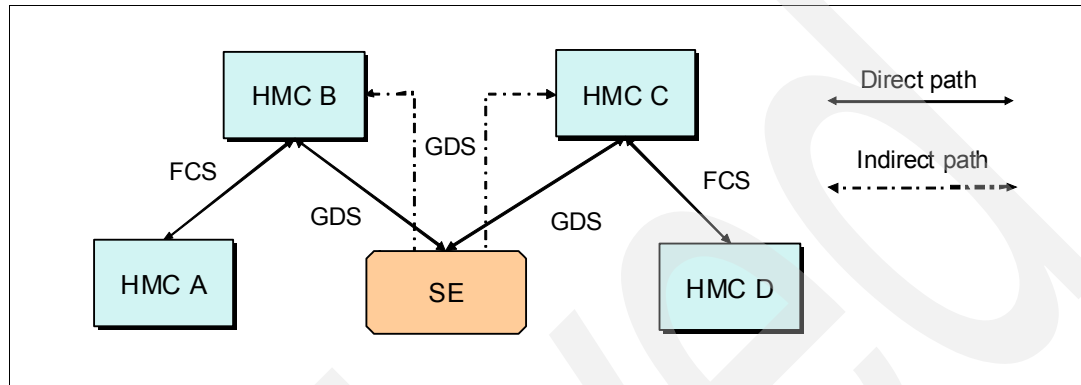 HMC B
HMC C
Direct path
GDS
Indirect path
FCS
FCS
GDS
GDS
HMC A
SE
HMC D